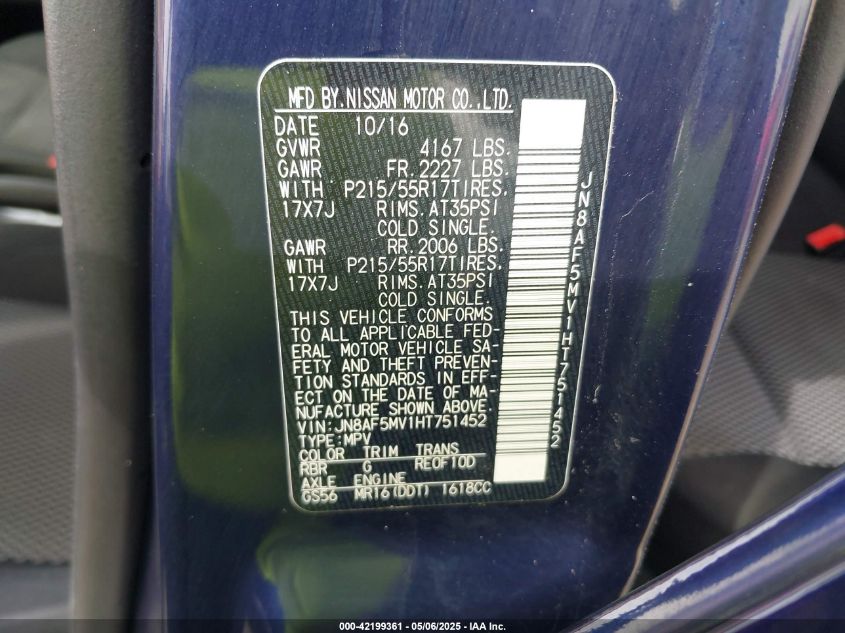 MFD BY.NISSAN MOTOR CO.,LTD.
DATE 10/16
GVWR 4167 LBS.
GAWR FR.2227 LBS.
WITH P215/55R17TIRES,
17X7J RIMS.AT35PSI
COLD SINGLE.
GAWR RR.2006 LBS.
WITH P215/55R17TIRES,
17X7J RIMS.AT35PSI
COLD SINGLE.
THIS VEHICLE CONFORMS
TO ALL APPLICABLE FED-
ERAL MOTOR VEHICLE SA-
FETY AND THEFT PREVEN-
TION STANDARDS IN EFF-
ECT ON THE DATE OF MA-
NUFACTURE SHOWN ABOVE.
VIN:JN8AF5MV1HT751452
TYPE:MPV
COLOR TRIM TRANS
RBR G REOF10D
AXLE ENGINE
GS56 MR16(DDT) 1618CC
JN8AF5MV1HT751452
000-42199361 - 05/06/2025 - IAA Inc.